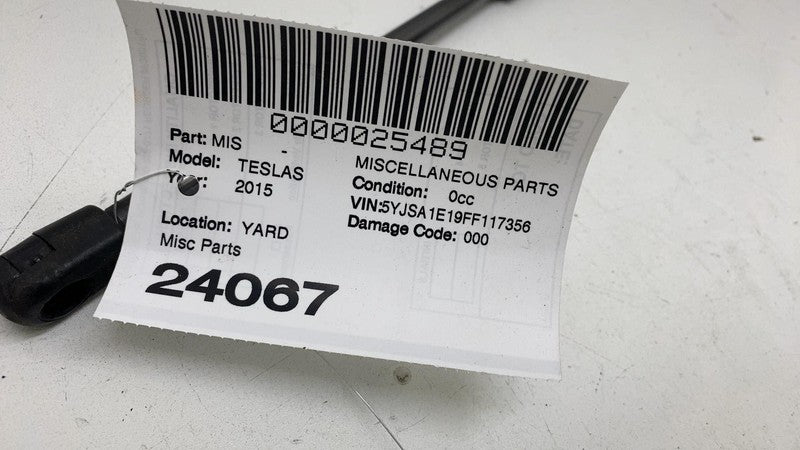 0000025489
Part: MIS -
MISCELLANEOUS PARTS
Model: TESLAS
Condition: 0cc
Year: 2015
VIN:5YJSA1E19FF117356
Damage Code: 000
Location: YARD
Misc Parts
24067